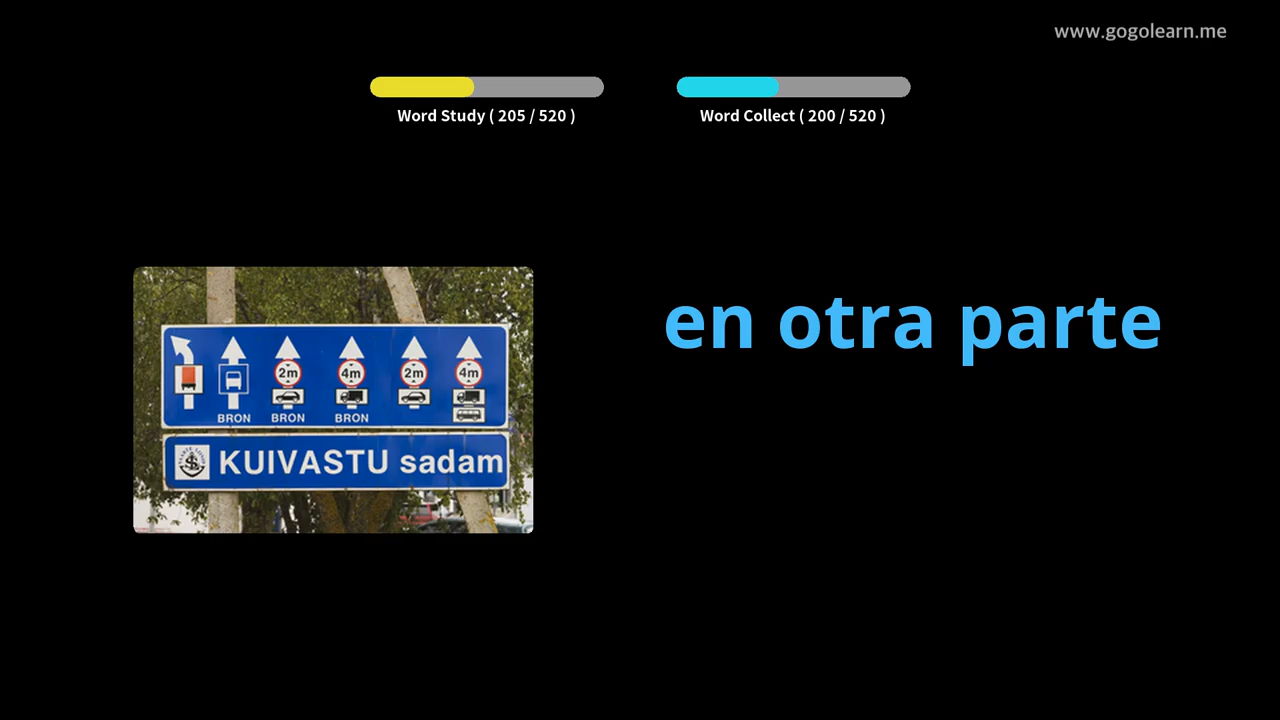 www.gogolearn.me
Word Study ( 205 / 520 )
Word Collect ( 200 / 520 )
en otra parte
2m 4m 2m 4m
BRON BRON BRON
KUIVASTU sadam